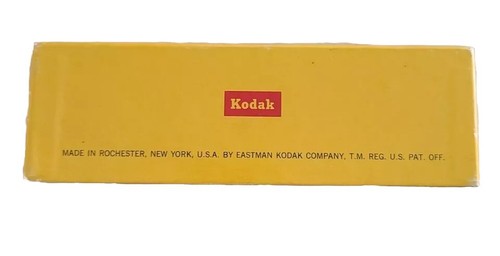 Kodak
MADE IN ROCHESTER, NEW YORK, U.S.A. BY EASTMAN KODAK COMPANY, T.M. REG. U.S. PAT. OFF.